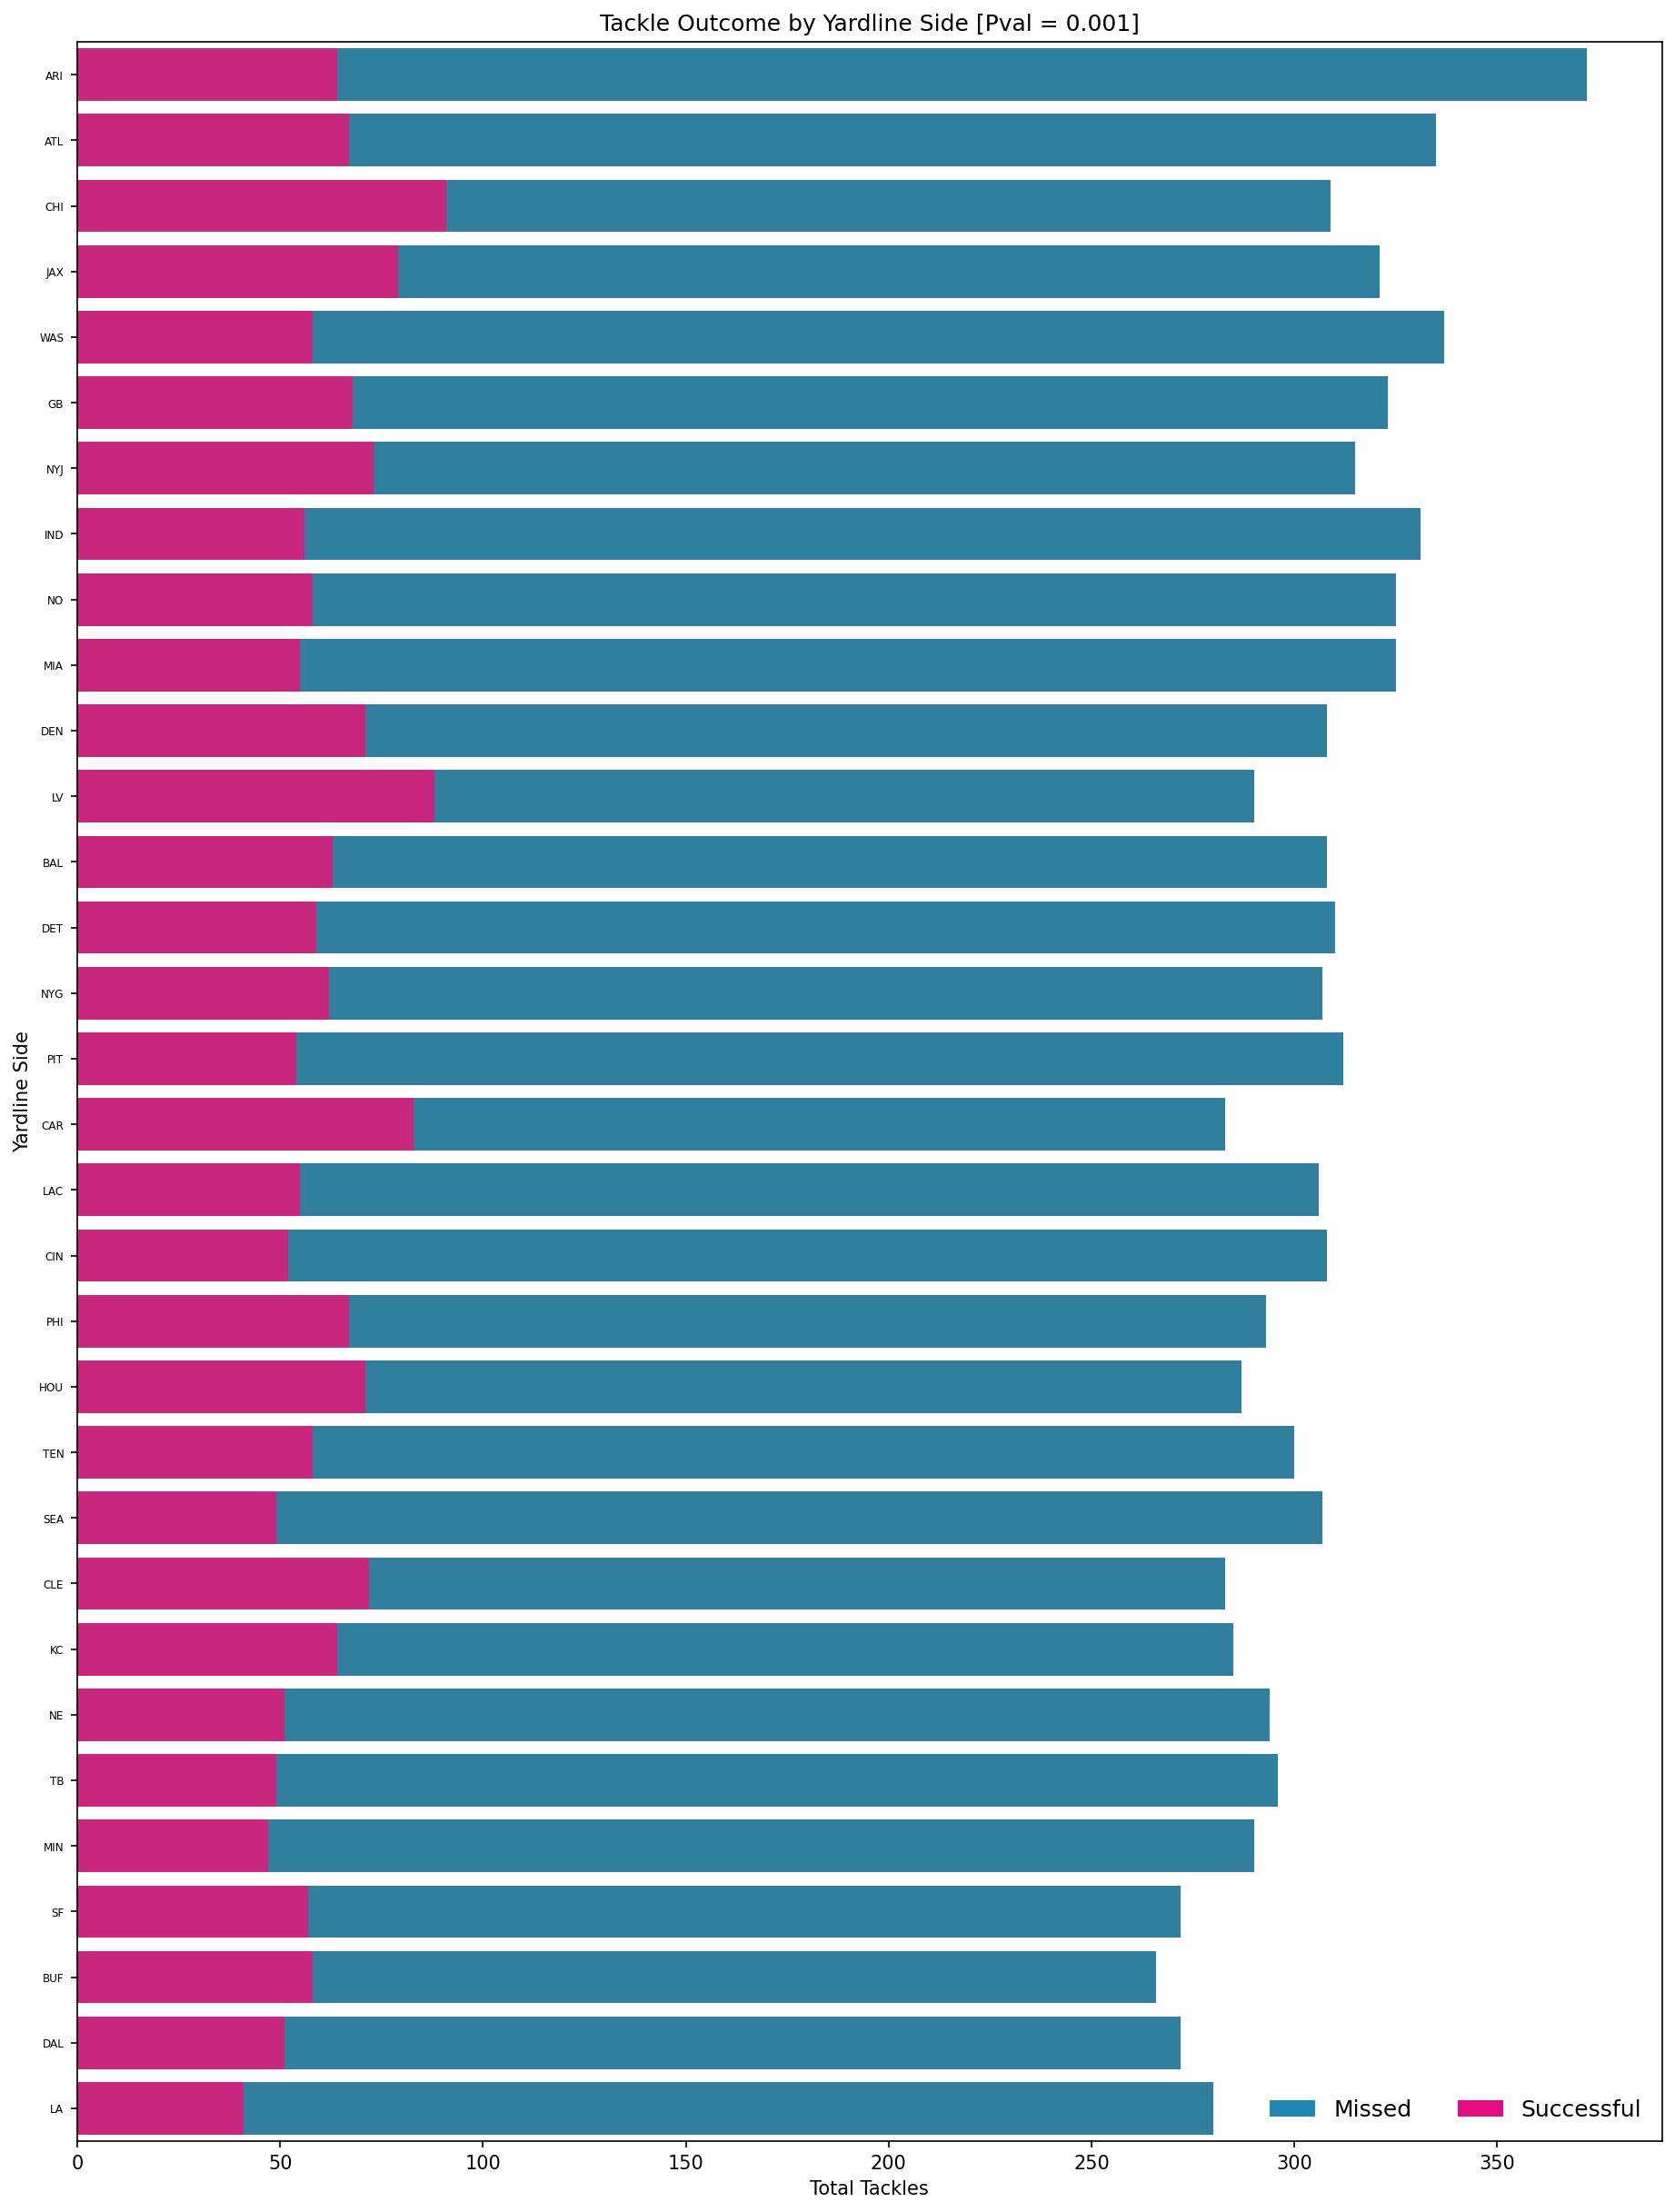 Tackle Outcome by Yardline Side [Pval = 0.001]
ARI
ATL
CHI
JAX
WAS
GB
NYJ
IND
NO
MIA
DEN
LV
BAL
DET
NYG
PIT
CAR
LAC
CIN
PHI
HOU
TEN
SEA
CLE
KC
NE
TB
MIN
SF
BUF
DAL
LA
Yardline Side
Missed Successful
0 50 100 150 200 250 300 350
Total Tackles